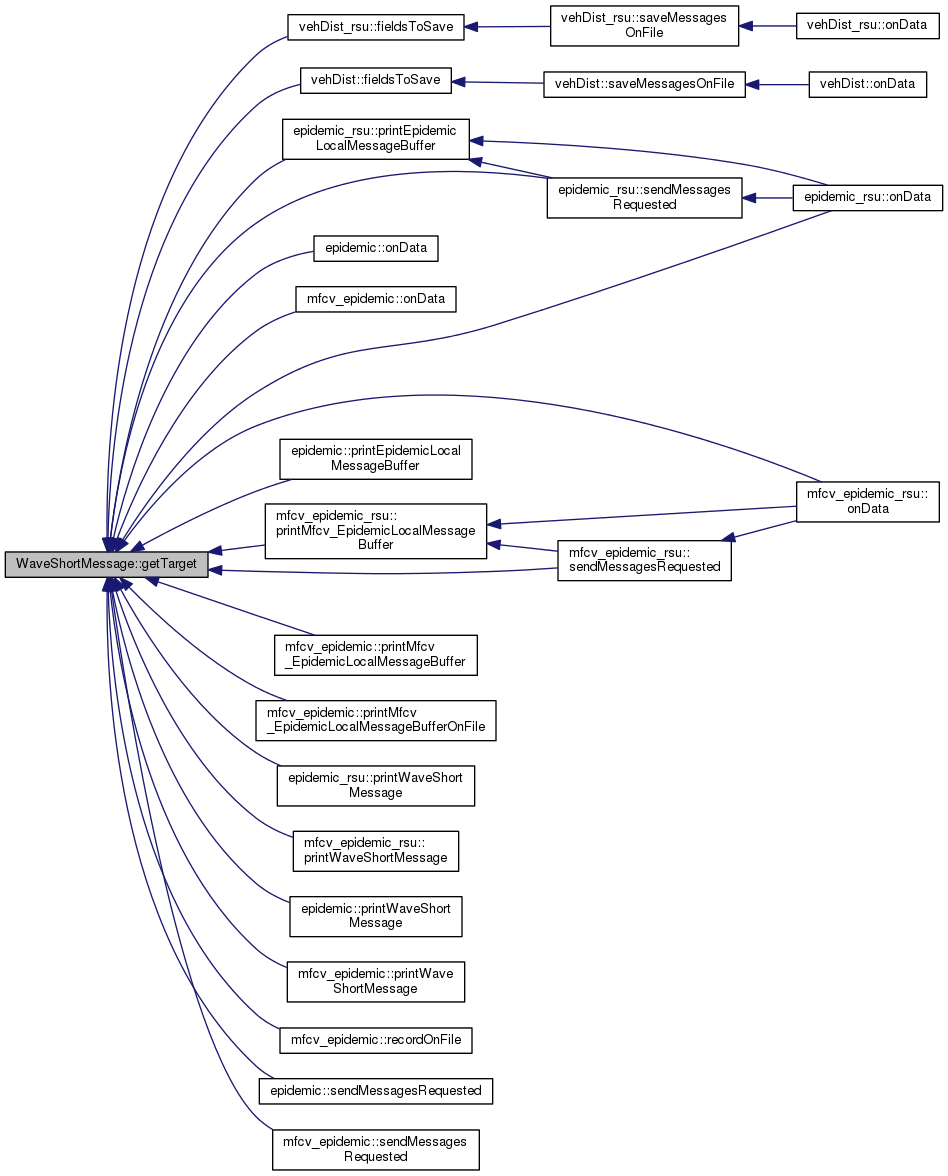 vehDist_rsu::fieldsToSave
vehDist_rsu::saveMessages
OnFile
vehDist_rsu::onData
vehDist::fieldsToSave
vehDist::saveMessagesOnFile
vehDist::onData
epidemic_rsu::printEpidemic
LocalMessageBuffer
epidemic_rsu::sendMessages
Requested
epidemic_rsu::onData
epidemic::onData
mfcv_epidemic::onData
epidemic::printEpidemicLocal
MessageBuffer
mfcv_epidemic_rsu::
printMfcv_EpidemicLocalMessage
Buffer
mfcv_epidemic_rsu::
onData
mfcv_epidemic_rsu::
sendMessagesRequested
WaveShortMessage::getTarget
mfcv_epidemic::printMfcv
_EpidemicLocalMessageBuffer
mfcv_epidemic::printMfcv
_EpidemicLocalMessageBufferOnFile
epidemic_rsu::printWaveShort
Message
mfcv_epidemic_rsu::
printWaveShortMessage
epidemic::printWaveShort
Message
mfcv_epidemic::printWave
ShortMessage
mfcv_epidemic::recordOnFile
epidemic::sendMessagesRequested
mfcv_epidemic::sendMessages
Requested